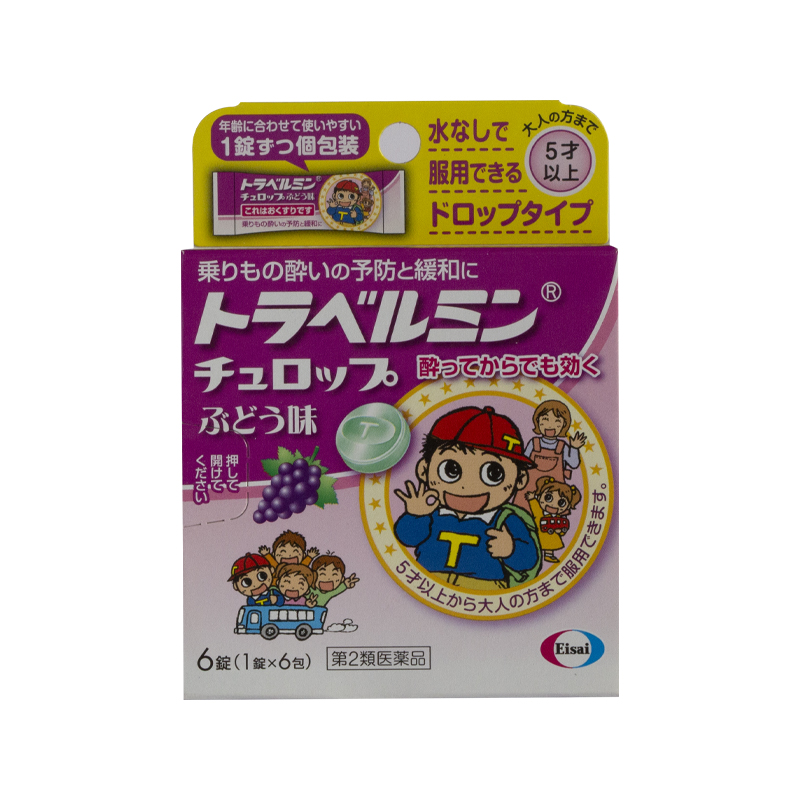 年齢に合わせて使いやすい
1錠ずつ個包装
トラベルミン®
チュロップぶどう味
これはおくすりです
乗りもの酔いの予防と緩和に
水なしで
服用できる
ドロップタイプ
大人の方まで
5才
以上
乗りもの酔いの予防と緩和に
トラベルミン®
チュロップ
ぶどう味
酔ってからでも効く
T
押して
開けて
ください
T
T
5才以上から大人の方まで服用できます。
6錠(1錠×6包)
第2類医薬品
Eisai